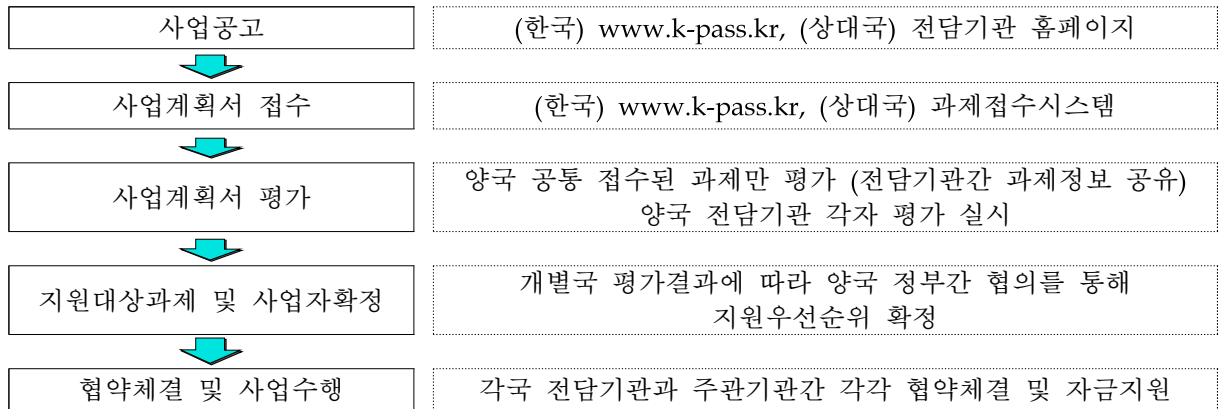 사업공고
(한국) www.k-pass.kr, (상대국) 전담기관 홈페이지
사업계획서 접수
(한국) www.k-pass.kr, (상대국) 과제접수시스템
사업계획서 평가
양국 공통 접수된 과제만 평가 (전담기관간 과제정보 공유)
양국 전담기관 각자 평가 실시
지원대상과제 및 사업자확정
개별국 평가결과에 따라 양국 정부간 협의를 통해
지원우선순위 확정
협약체결 및 사업수행
각국 전담기관과 주관기관간 각각 협약체결 및 자금지원